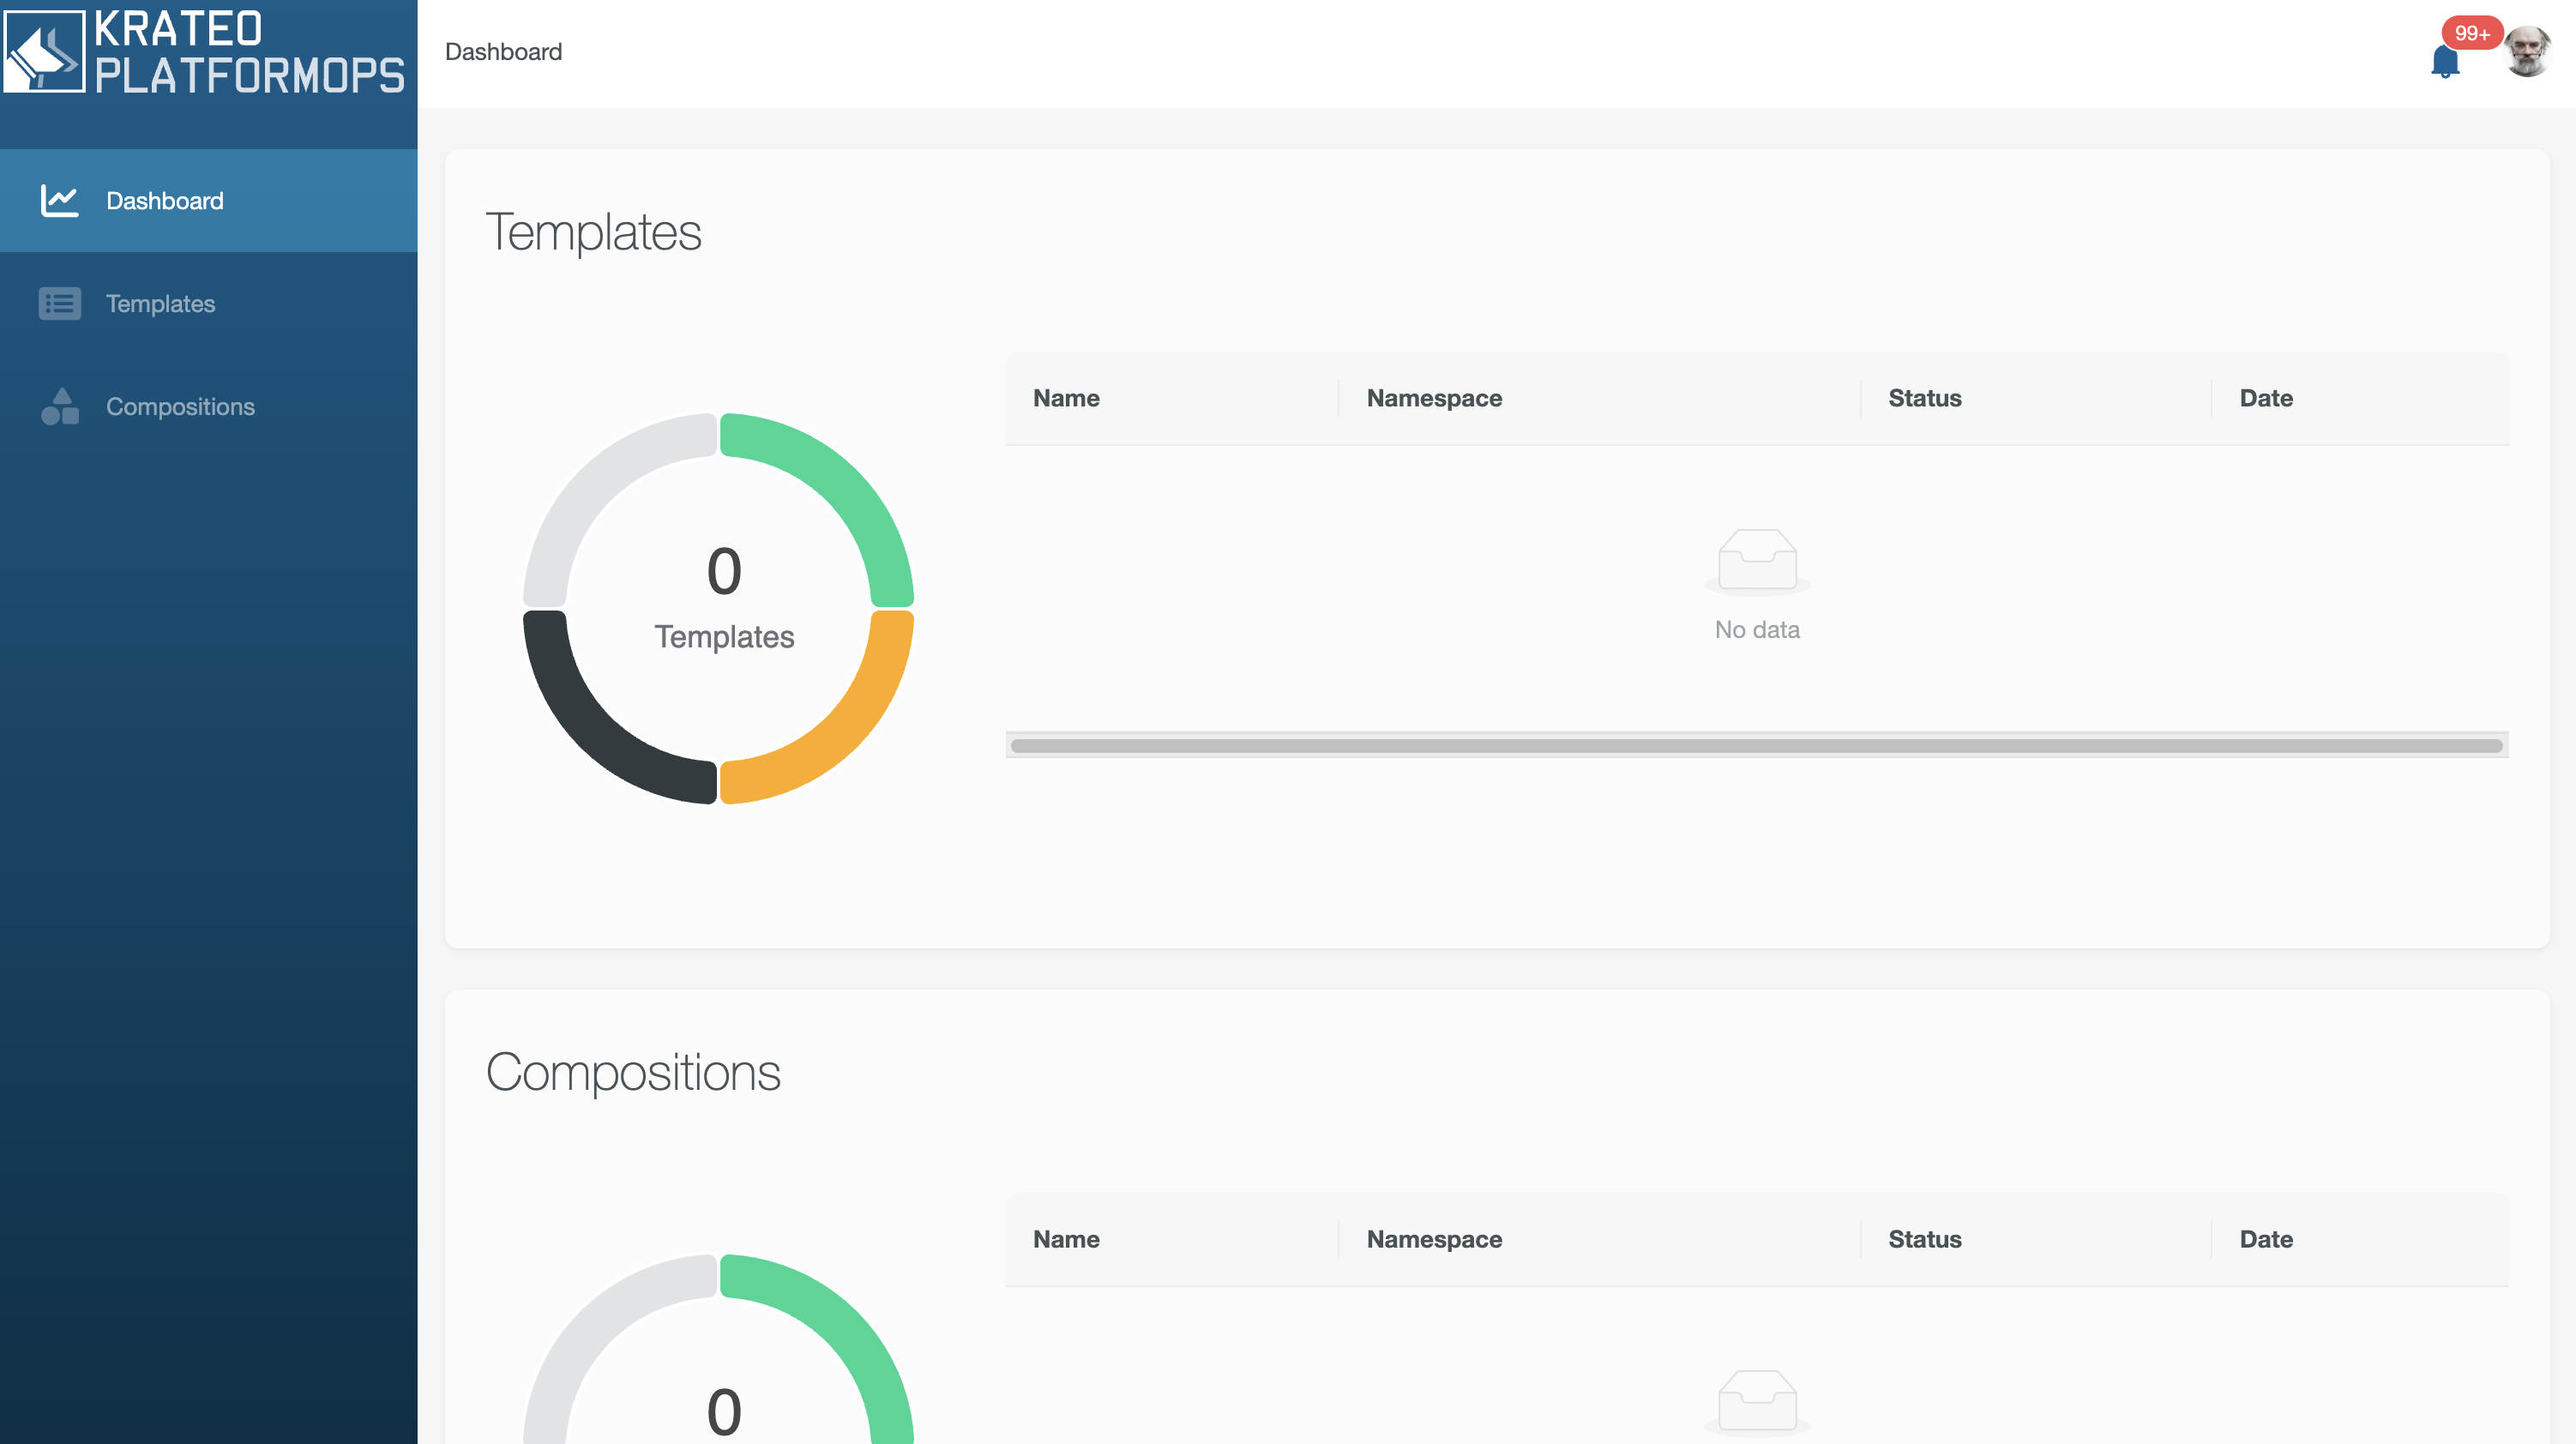 KRATEO
PLATFORMOPS
Dashboard
99+
Dashboard
Templates
Compositions
Templates
0
Templates
Name Namespace Status Date
No data
Compositions
0
Name Namespace Status Date